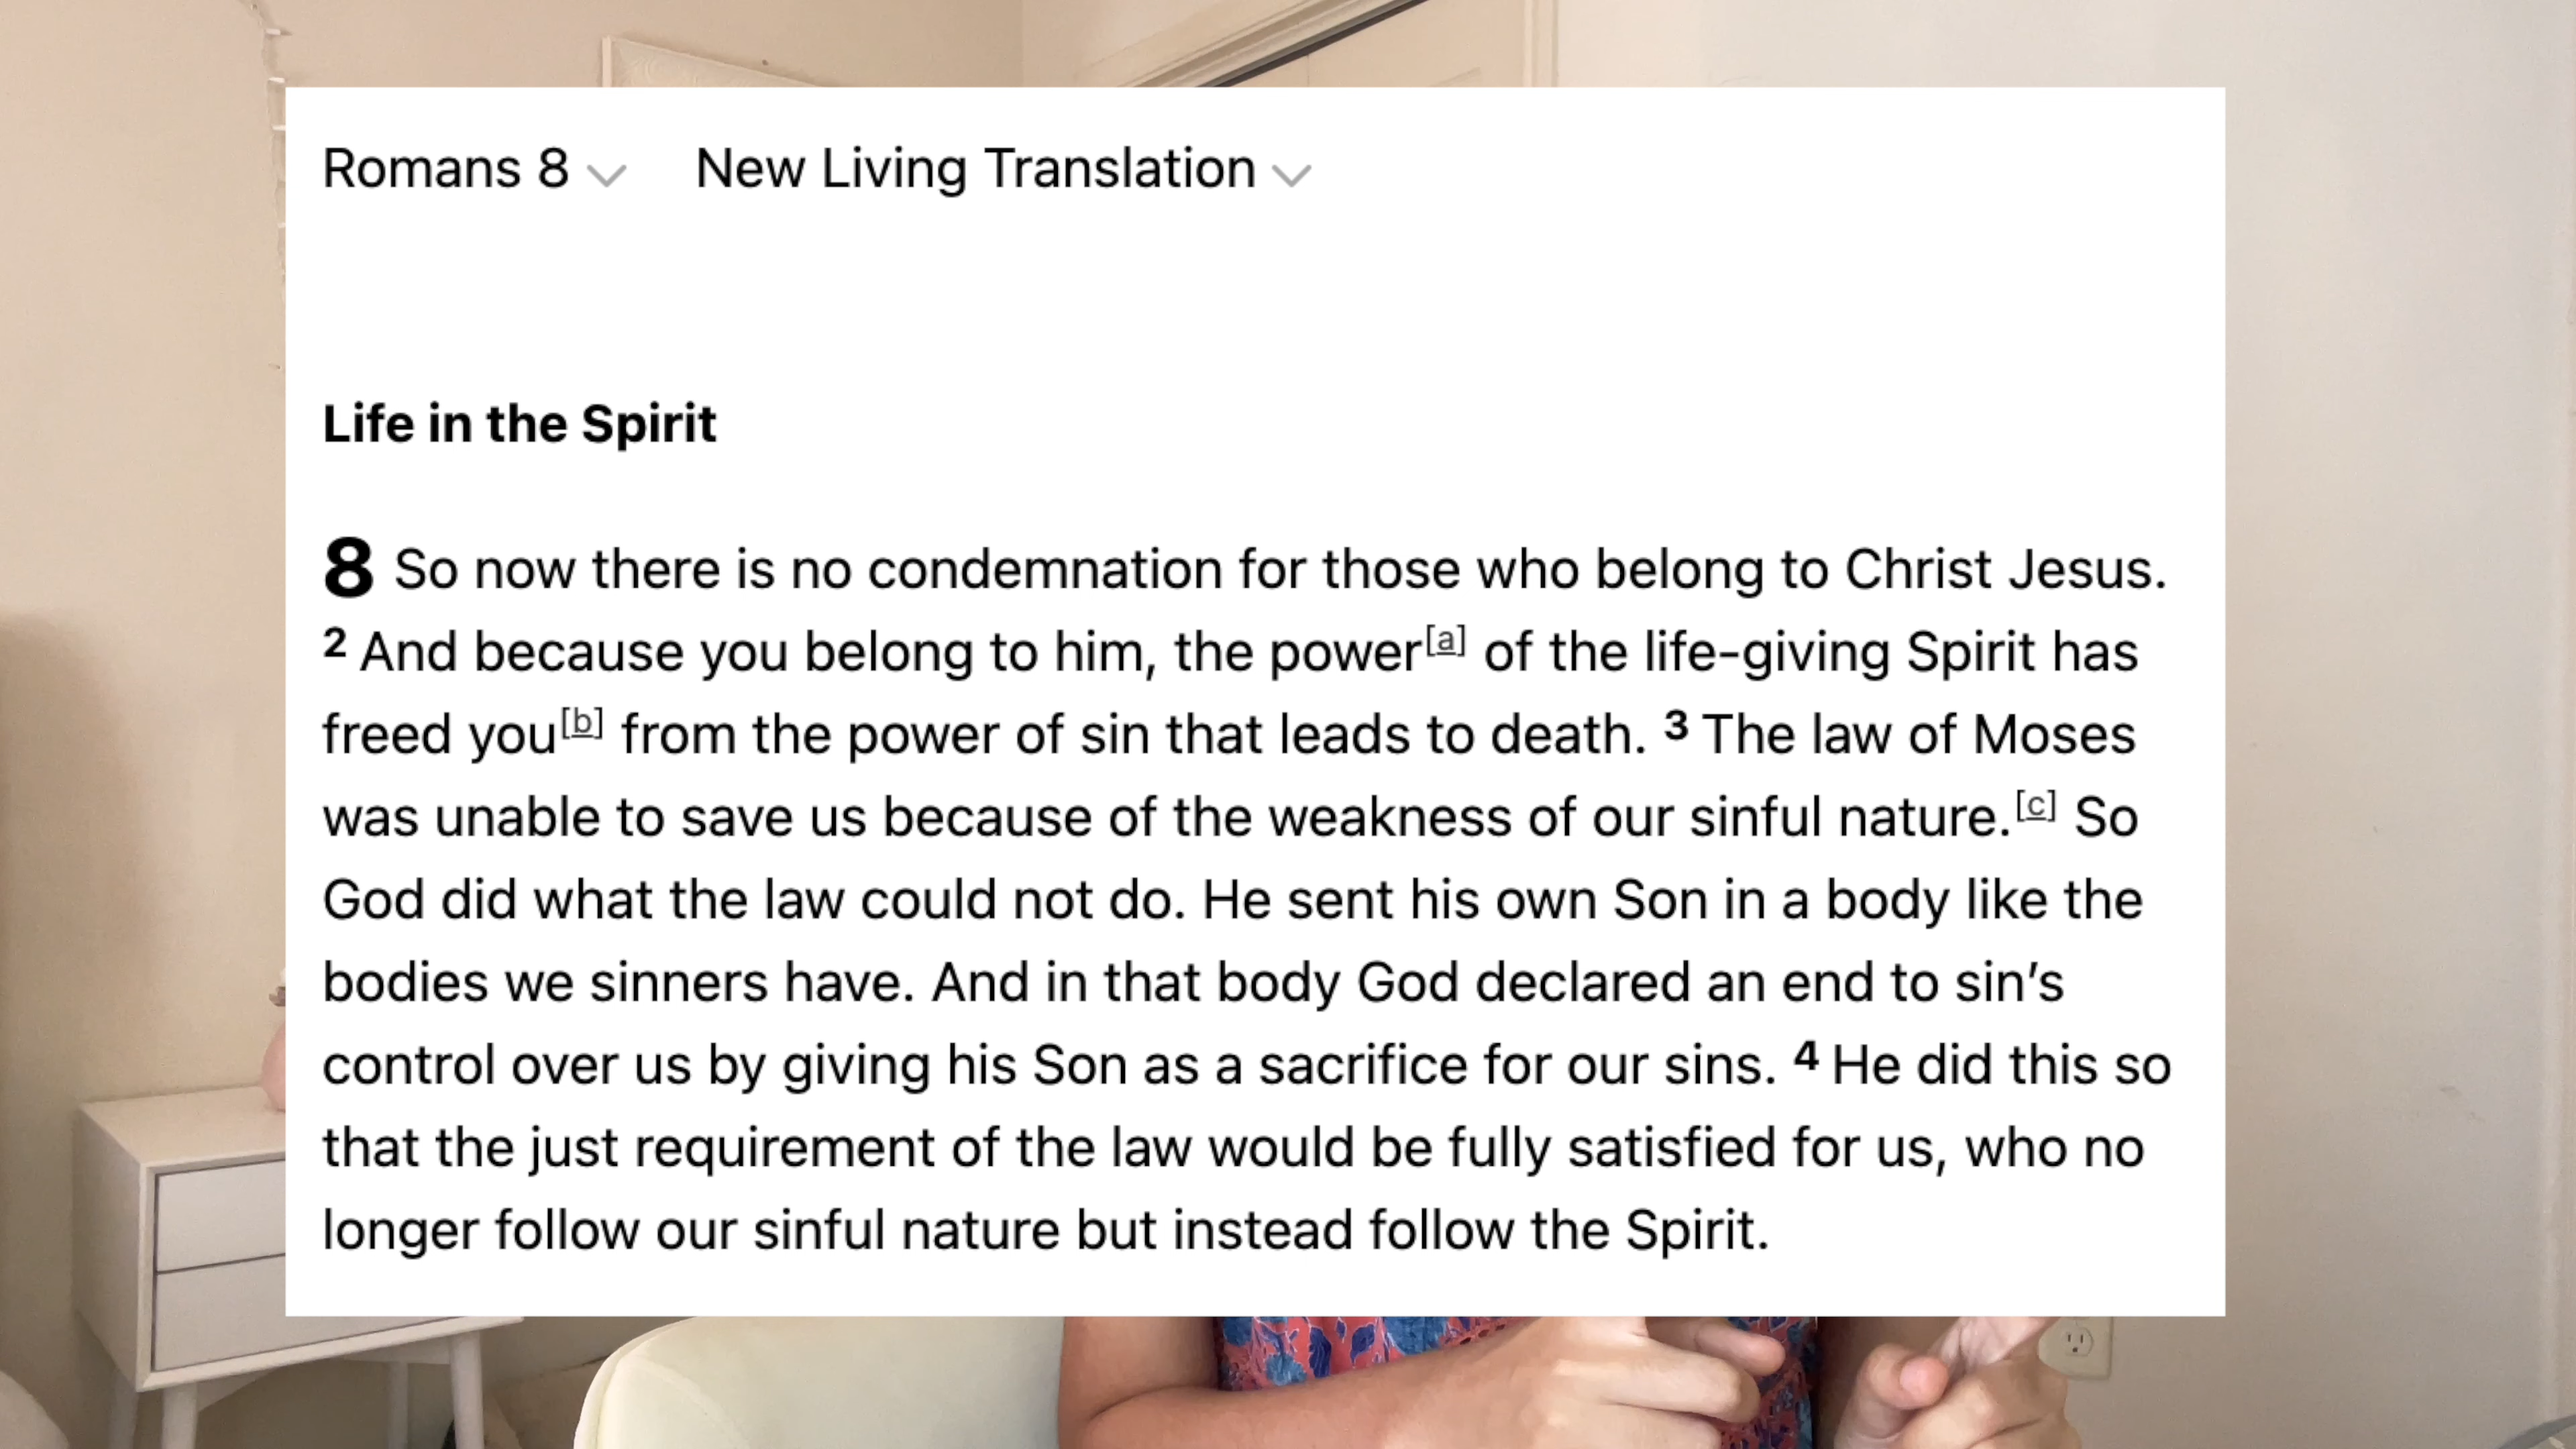 Romans 8 New Living Translation
Life in the Spirit
8 So now there is no condemnation for those who belong to Christ Jesus.
2 And because you belong to him, the power[a] of the life-giving Spirit has
freed you[b] from the power of sin that leads to death. 3 The law of Moses
was unable to save us because of the weakness of our sinful nature.[c] So
God did what the law could not do. He sent his own Son in a body like the
bodies we sinners have. And in that body God declared an end to sin’s
control over us by giving his Son as a sacrifice for our sins. 4 He did this so
that the just requirement of the law would be fully satisfied for us, who no
longer follow our sinful nature but instead follow the Spirit.